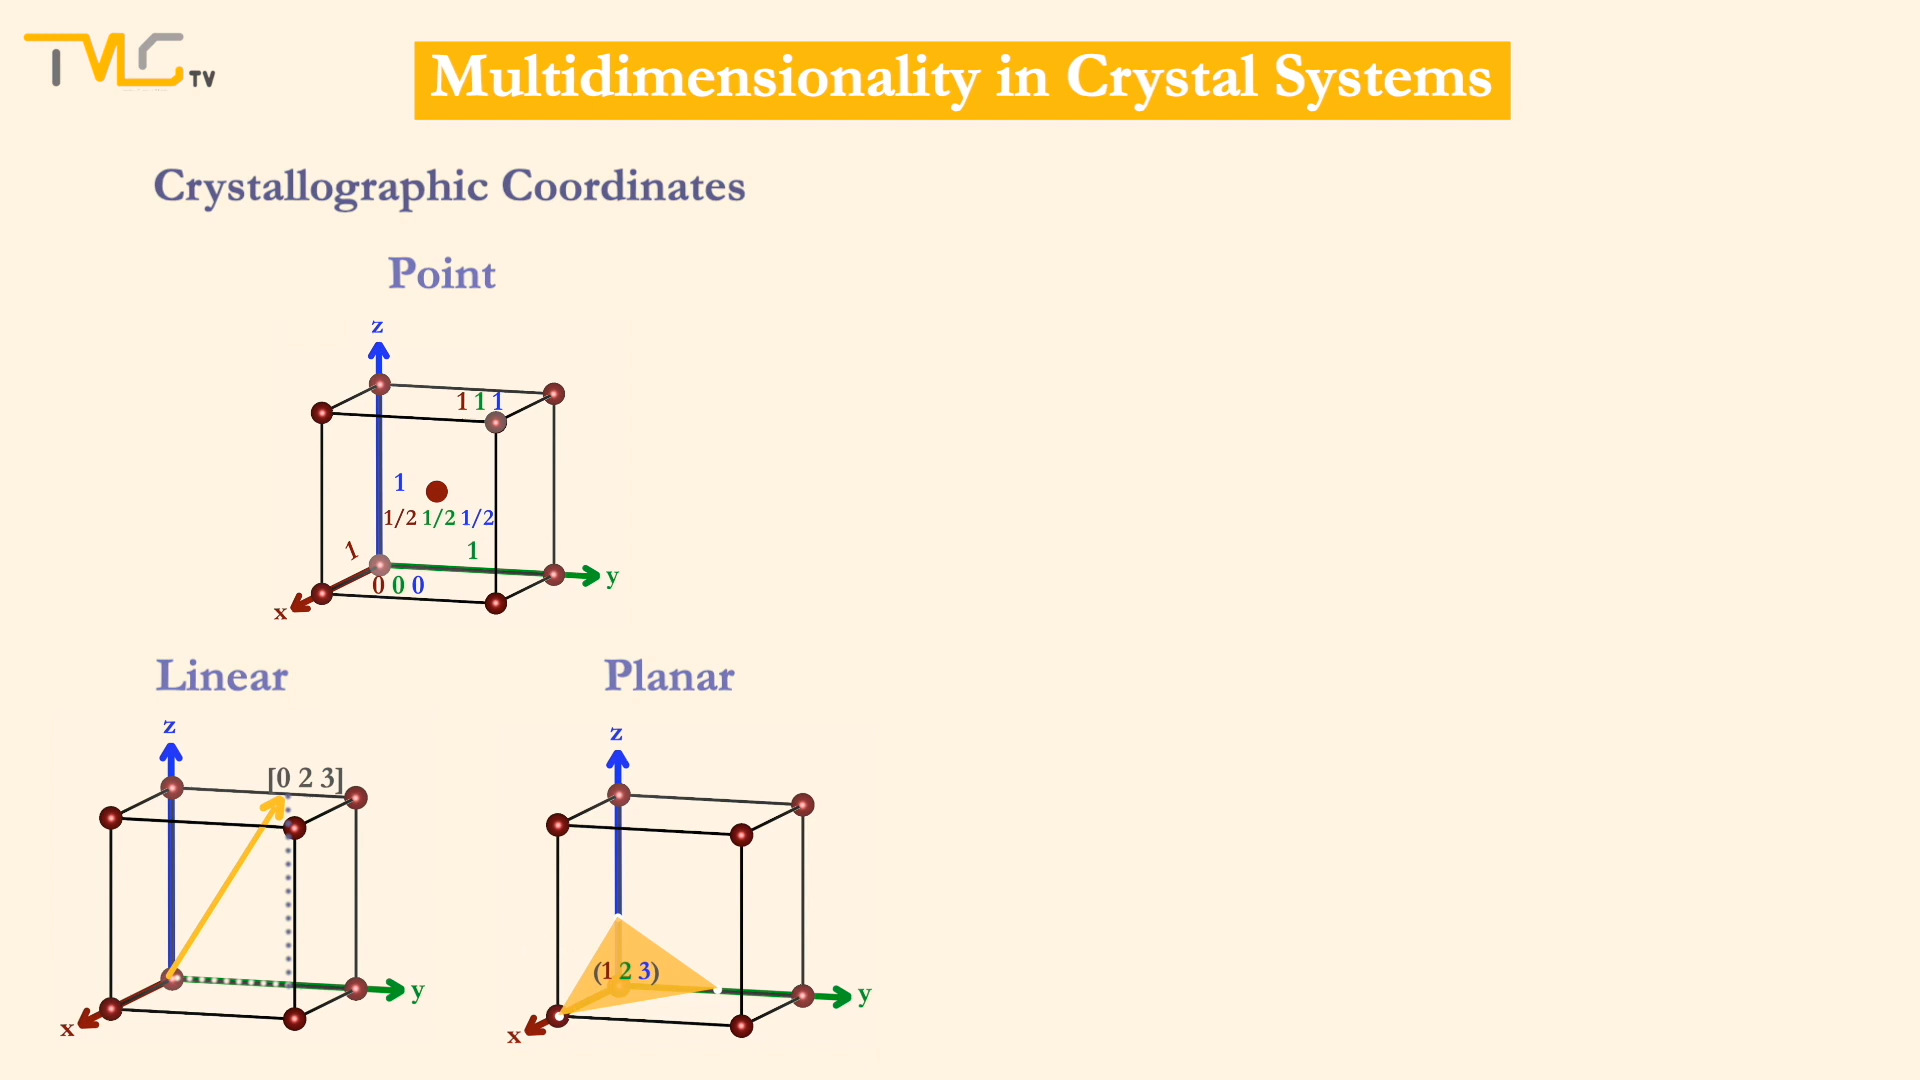 TMC TV
Multidimensionality in Crystal Systems
Crystallographic Coordinates
Point
z
1 1 1
1
1/2 1/2 1/2
1
1
0 0 0
y
x
Linear
Planar
z
[0 2 3]
y
x
z
(1 2 3)
y
x